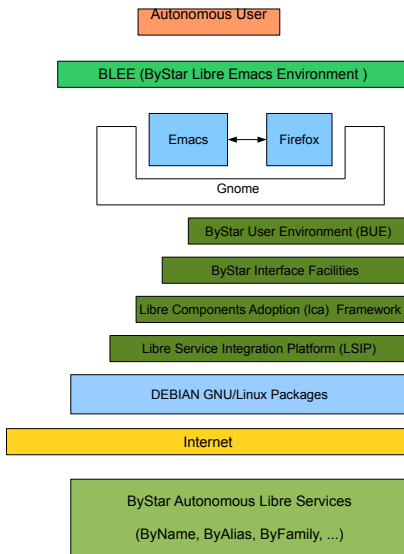 Autonomous User
BLEE (ByStar Libre Emacs Environment )
Emacs
Firefox
Gnome
ByStar User Environment (BUE)
ByStar Interface Facilities
Libre Components Adoption (lca) Framework
Libre Service Integration Platform (LSIP)
DEBIAN GNU/Linux Packages
Internet
ByStar Autonomous Libre Services
(ByName, ByAlias, ByFamily, ...)